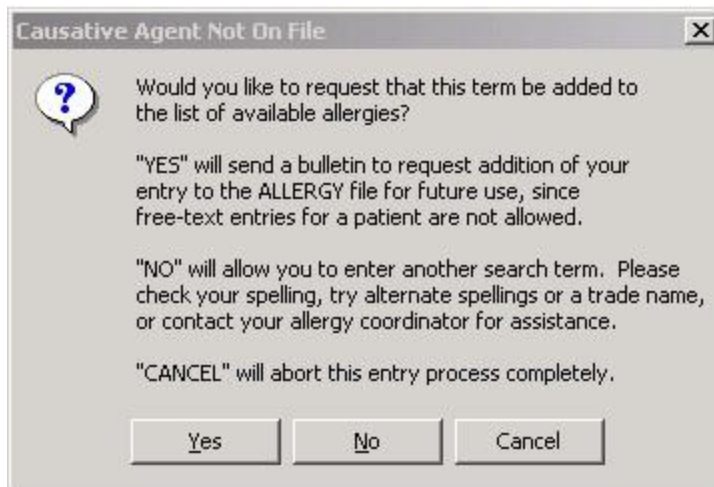 Causative Agent Not On File
Would you like to request that this term be added to
the list of available allergies?
"YES" will send a bulletin to request addition of your
entry to the ALLERGY file for future use, since
free-text entries for a patient are not allowed.
"NO" will allow you to enter another search term.  Please
check your spelling, try alternate spellings or a trade name,
or contact your allergy coordinator for assistance.
"CANCEL" will abort this entry process completely.
Yes No Cancel